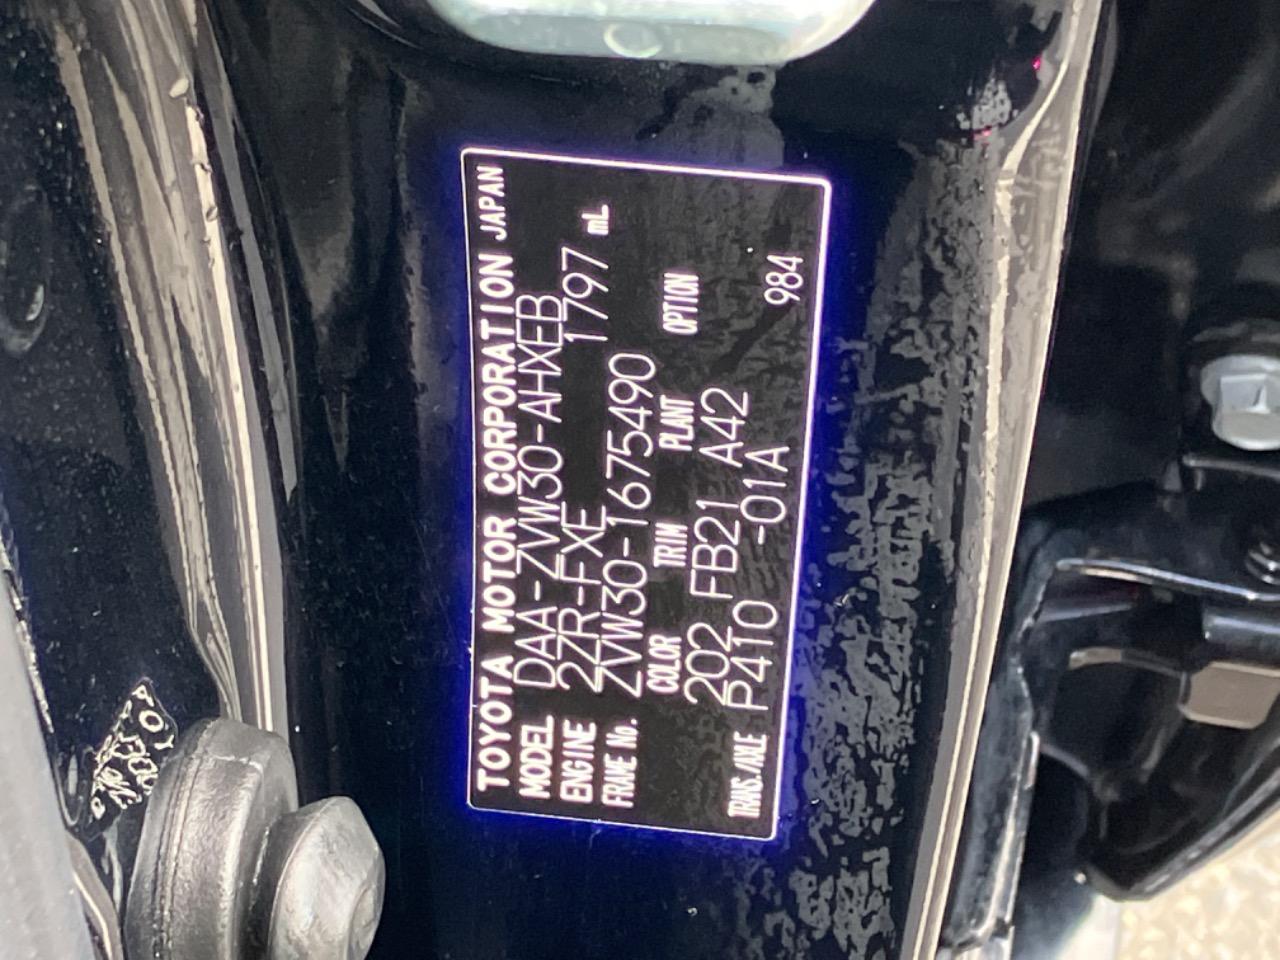 TOYOTA MOTOR CORPORATION JAPAN
MODEL DAA-ZVW30-AHXEB
ENGINE 2ZR-FXE 1797 mL
FRAME No. ZVW30-1675490
COLOR TRIM PLANT OPTION
202 FB21 A42
TRANS./AXLE P410 -01A 984